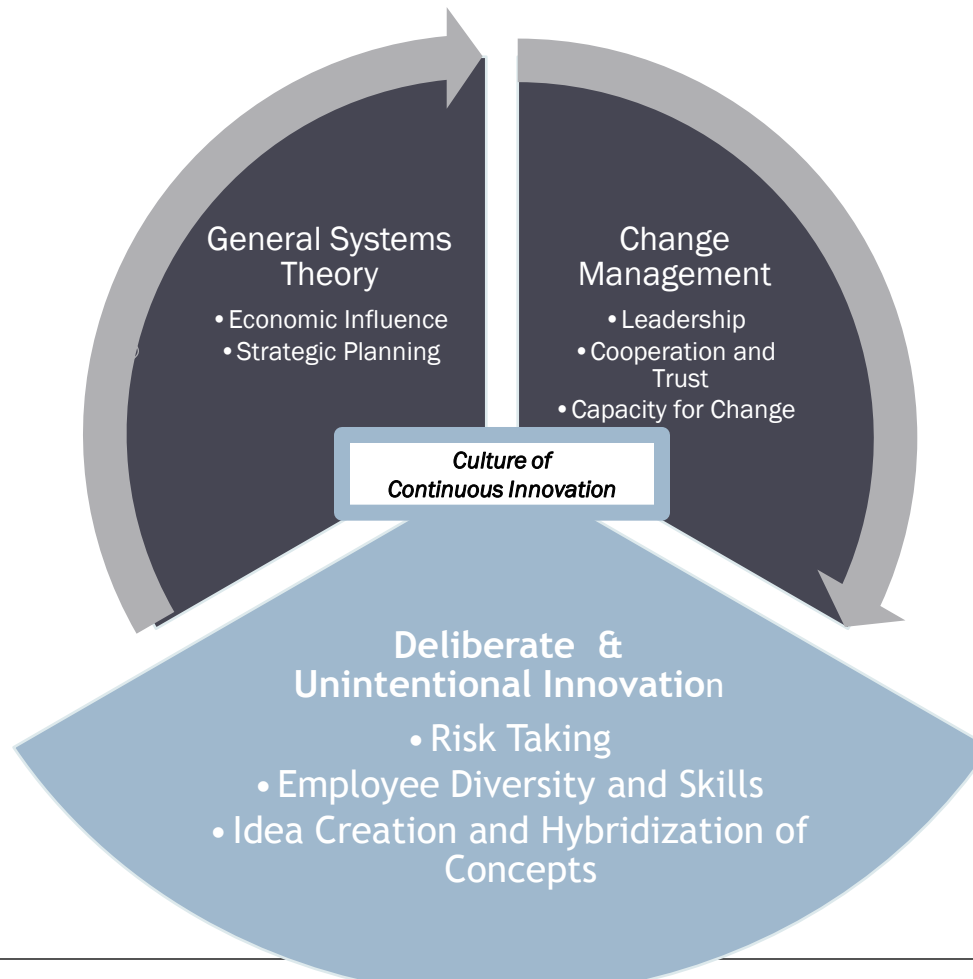 General Systems
Theory
•Economic Influence
•Strategic Planning
Change
Management
•Leadership
•Cooperation and
Trust
•Capacity for Change
Culture of
Continuous Innovation
Deliberate & 
Unintentional Innovation
•Risk Taking
•Employee Diversity and Skills
•Idea Creation and Hybridization of
Concepts